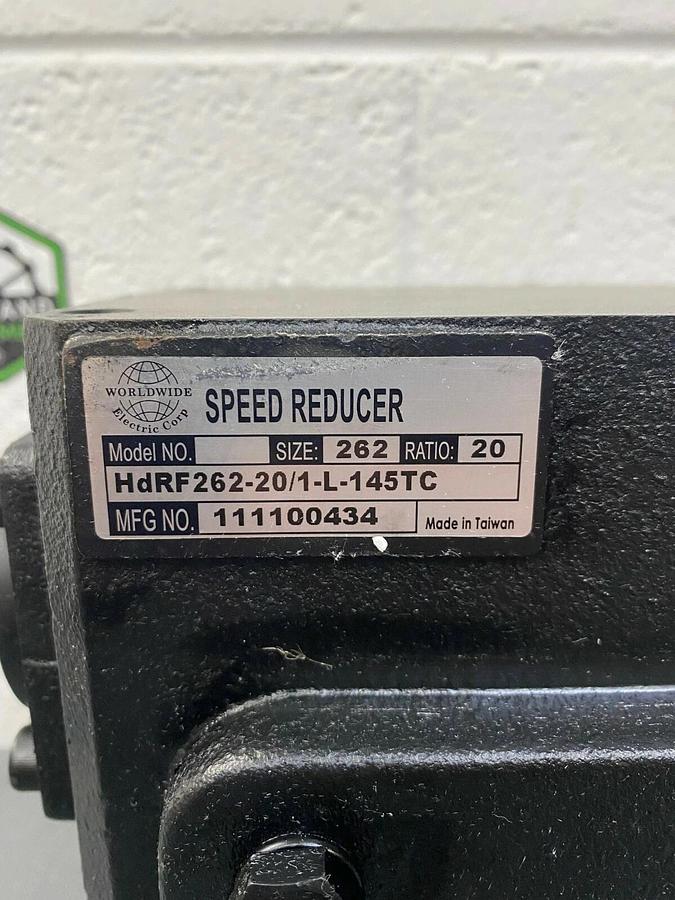 WORLDWIDE
Electric Corp
SPEED REDUCER
Model NO. SIZE: 262 RATIO: 20
HdRF262-20/1-L-145TC
MFG NO. 111100434 Made in Taiwan